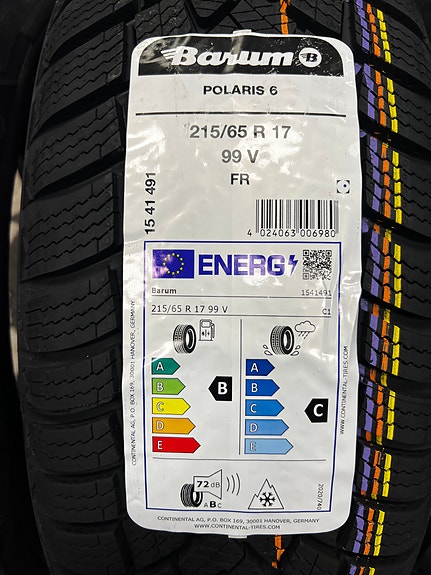 Barum B
POLARIS 6
215/65 R 17
99 V
FR
15 41 491
4 024063 006980
ENERG
Barum 1541491
215/65 R 17 99 V C1
A A
B B B
C C C
D D
E E
72 dB
A B C
CONTINENTAL AG, P.O. BOX 169, 30001 HANOVER, GERMANY
WWW.CONTINENTAL-TIRES.COM
2020/740
CONTINENTAL AG, P.O. BOX 169, 30001 HANOVER, GERMANY
WWW.CONTINENTAL-TIRES.COM